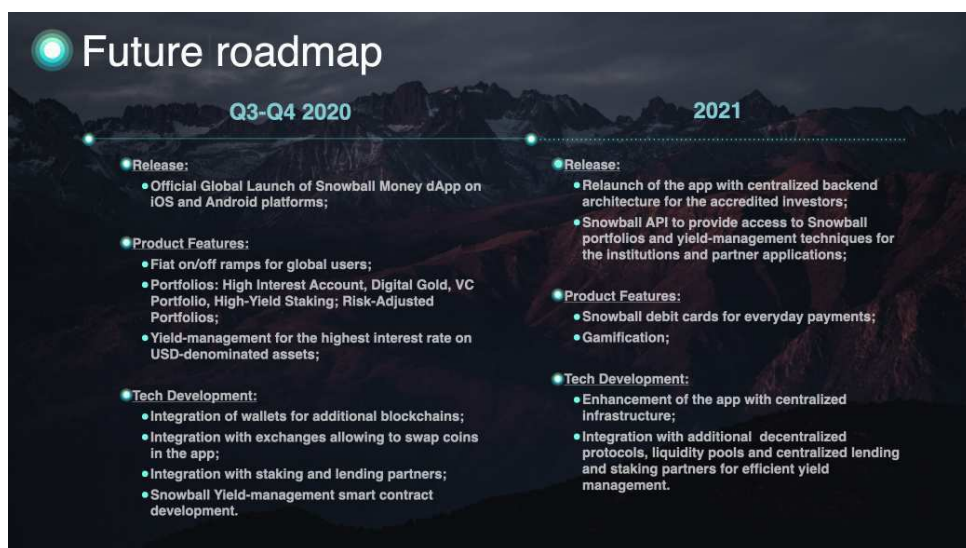 Future roadmap
Q3-Q4 2020
Release:
Official Global Launch of Snowball Money dApp on
iOS and Android platforms;
Product Features:
Fiat on/off ramps for global users;
Portfolios: High Interest Account, Digital Gold, VC
Portfolio, High-Yield Staking; Risk-Adjusted
Portfolios;
Yield-management for the highest interest rate on
USD-denominated assets;
Tech Development:
Integration of wallets for additional blockchains;
Integration with exchanges allowing to swap coins
in the app;
Integration with staking and lending partners;
Snowball Yield-management smart contract
development.
2021
Release:
Relaunch of the app with centralized backend
architecture for the accredited investors;
Snowball API to provide access to Snowball
portfolios and yield-management techniques for
the institutions and partner applications;
Product Features:
Snowball debit cards for everyday payments;
Gamification;
Tech Development:
Enhancement of the app with centralized
infrastructure;
Integration with additional decentralized
protocols, liquidity pools and centralized lending
and staking partners for efficient yield
management.